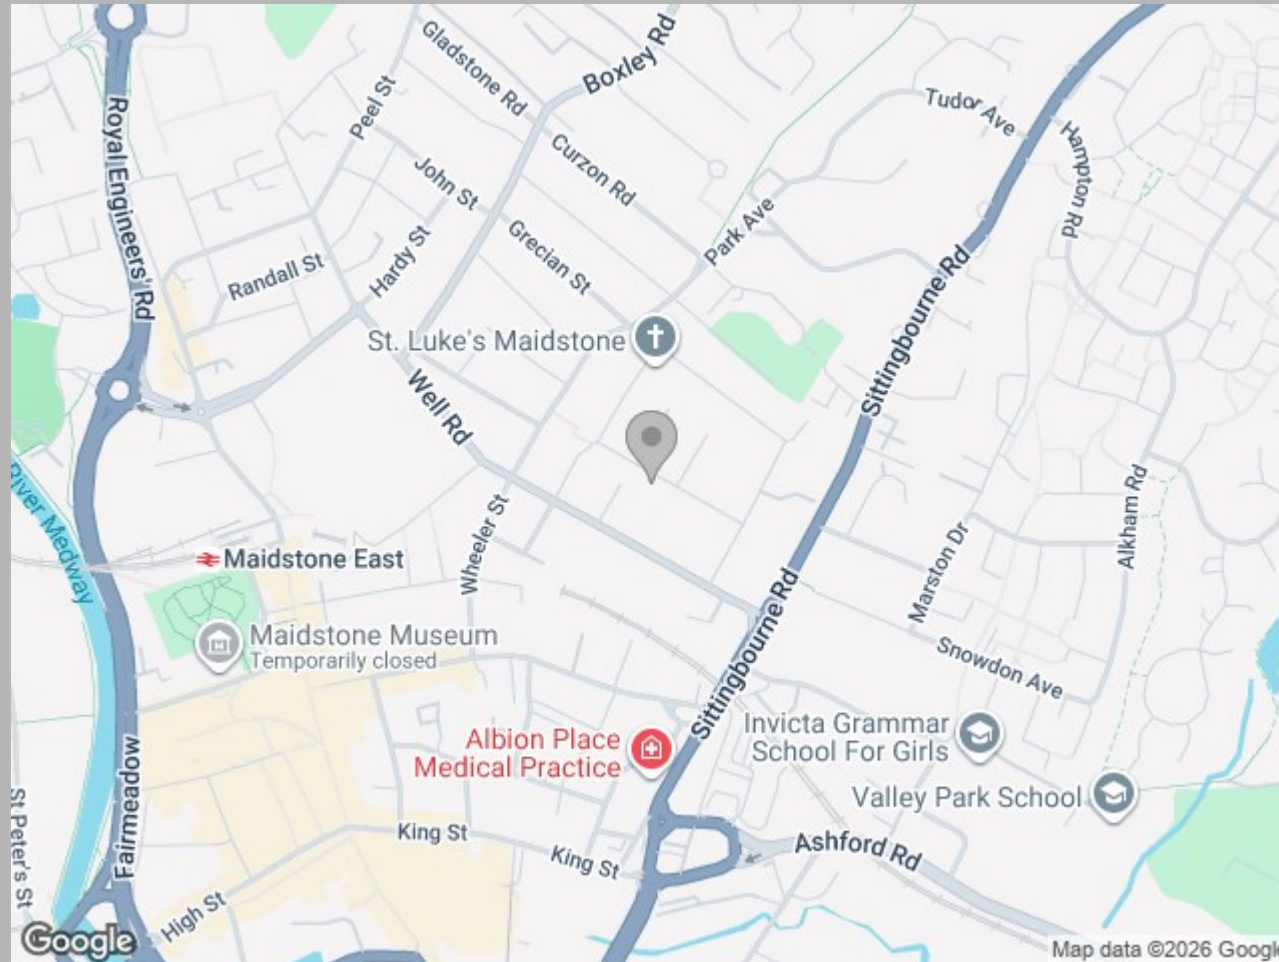 Gladstone Rd
Boxley Rd
Tudor Ave
Peel St
Royal Engineers' Rd
Hampton Rd
Curzon Rd
John St
Park Ave
Grecian St
Hardy St
Randall St
Sittingbourne Rd
St. Luke's Maidstone
Well Rd
River Medway
Wheeler St
Alkham Rd
Marston Dr
Maidstone East
Sittingbourne Rd
Maidstone Museum
Temporarily closed
Snowdon Ave
Albion Place
Medical Practice
Invicta Grammar
School For Girls
Valley Park School
Fairmeadow
St Peter's St
King St
King St
Ashford Rd
High St
Google
Map data ©2026 Google